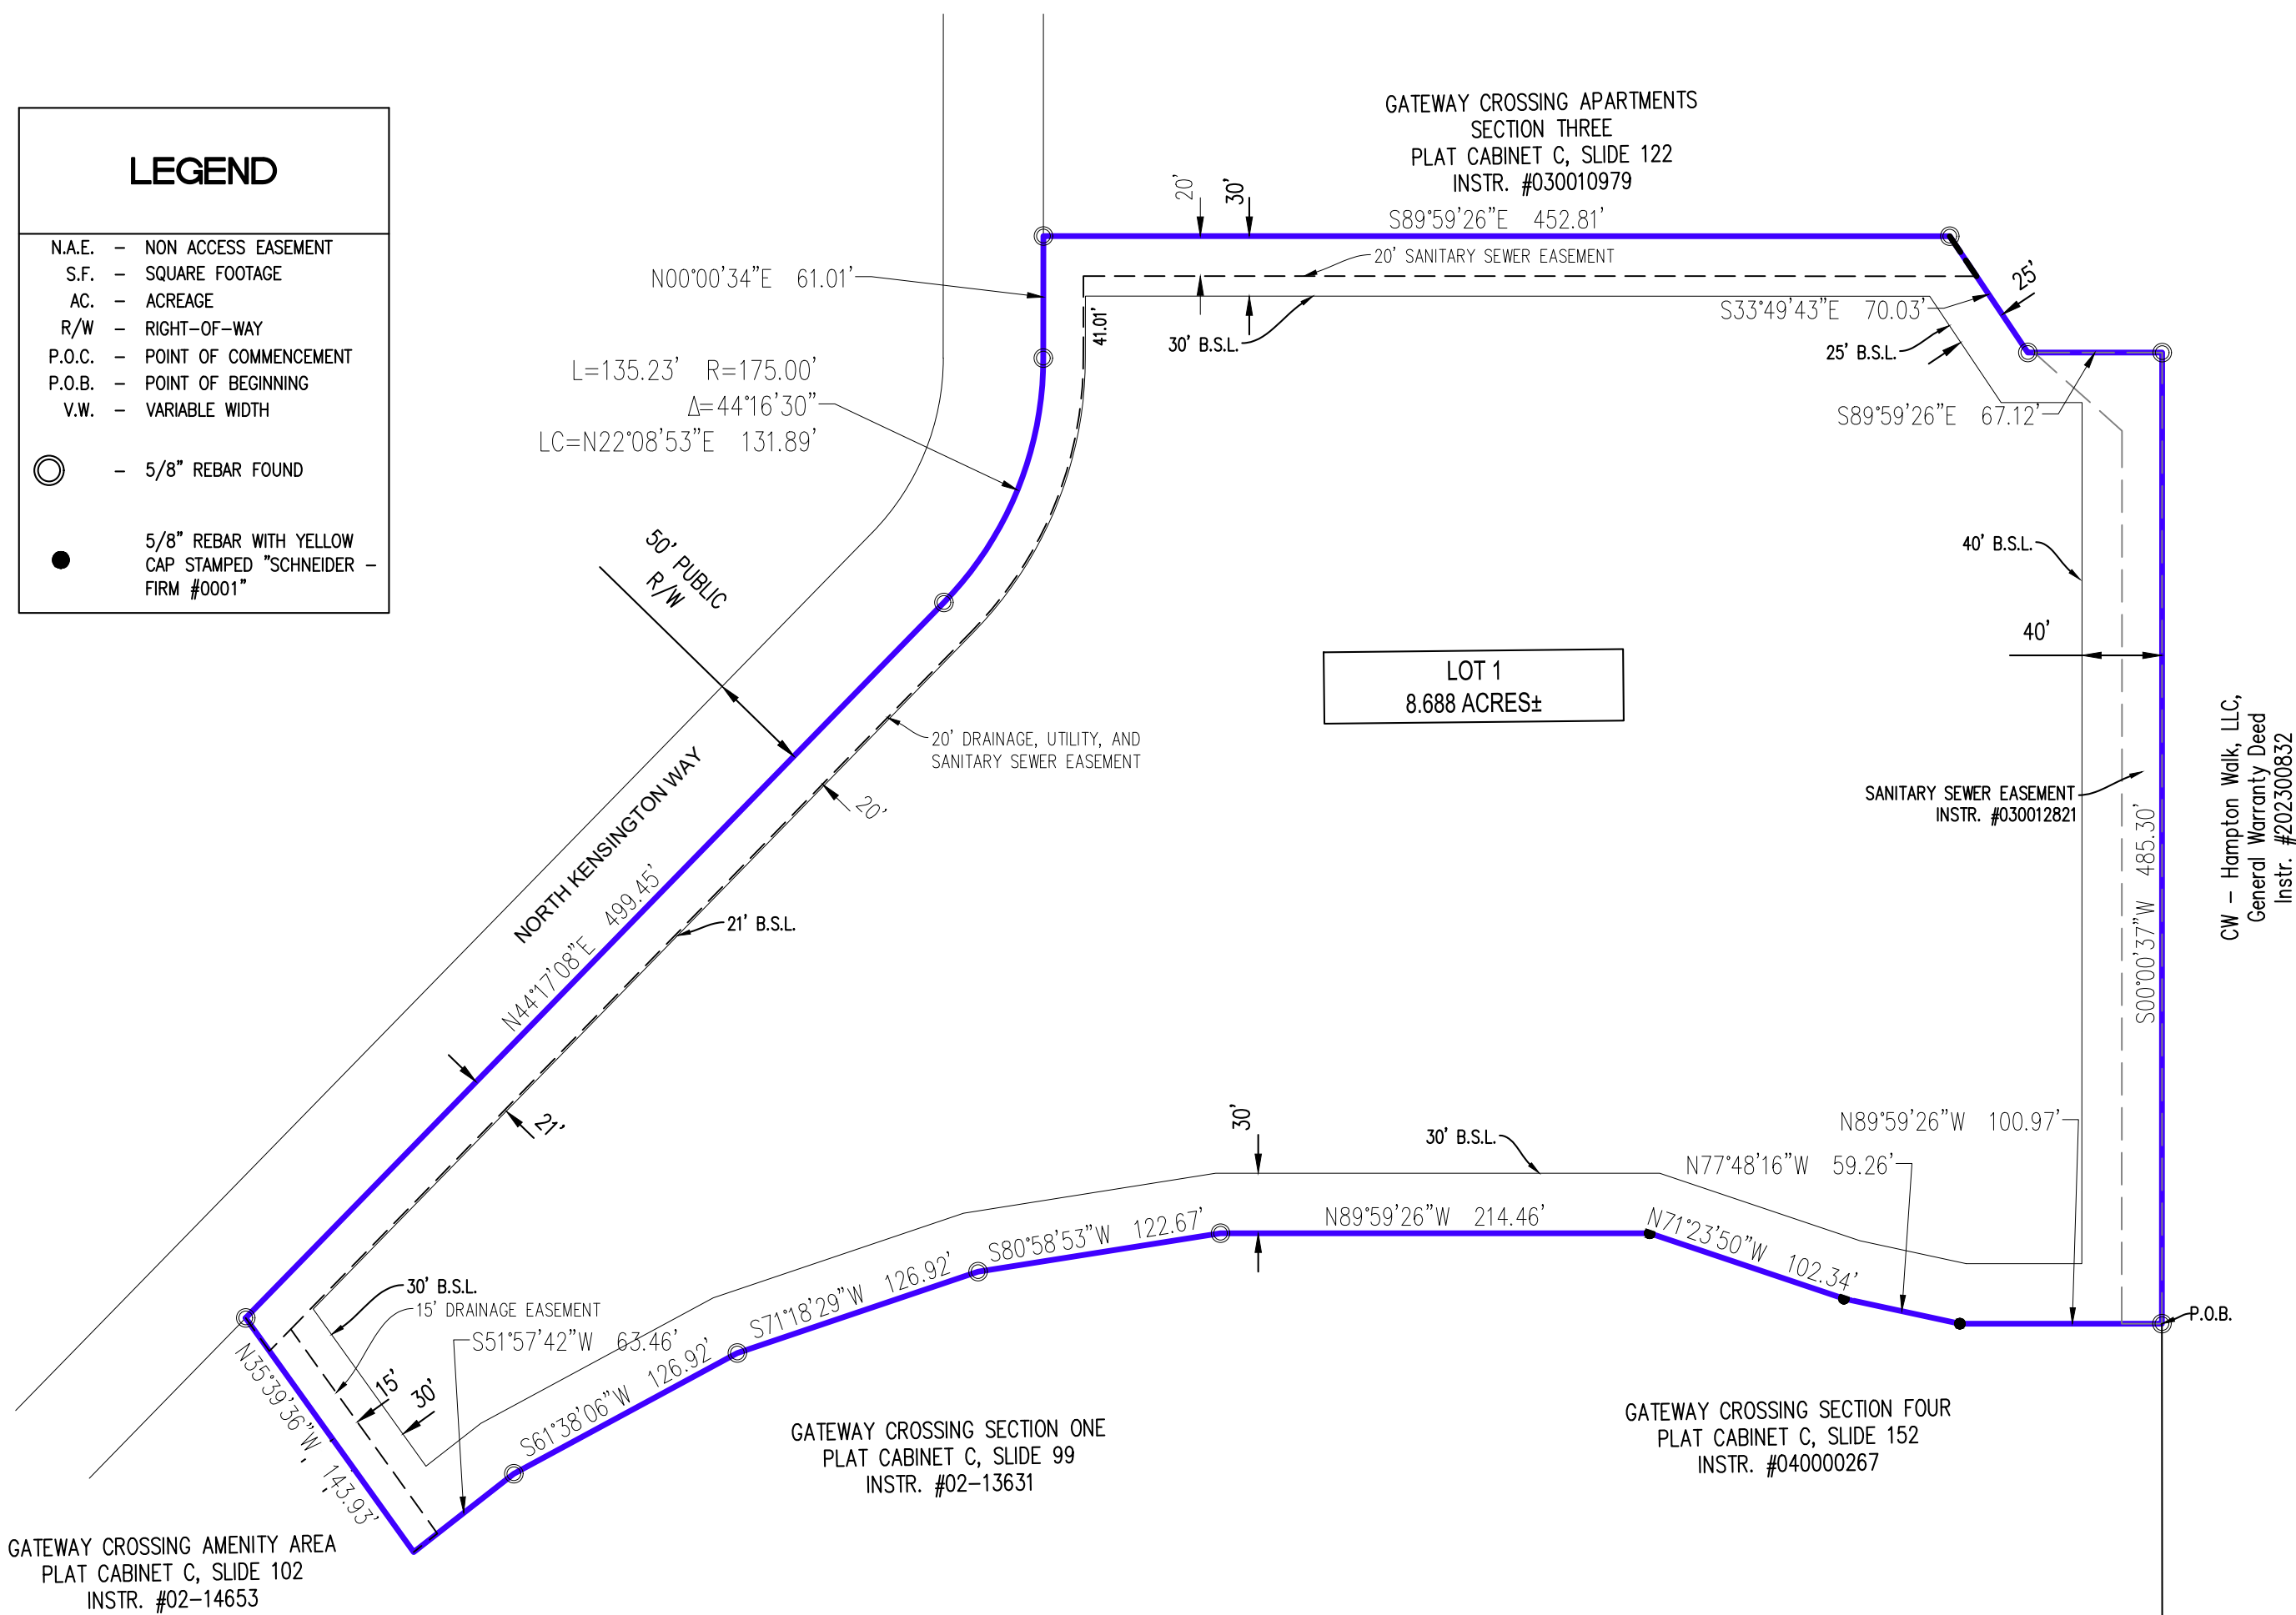 LEGEND
N.A.E. – NON ACCESS EASEMENT
S.F. – SQUARE FOOTAGE
AC. – ACREAGE
R/W – RIGHT–OF–WAY
P.O.C. – POINT OF COMMENCEMENT
P.O.B. – POINT OF BEGINNING
V.W. – VARIABLE WIDTH
– 5/8" REBAR FOUND
5/8" REBAR WITH YELLOW
CAP STAMPED "SCHNEIDER –
FIRM #0001"
GATEWAY CROSSING APARTMENTS
SECTION THREE
PLAT CABINET C, SLIDE 122
INSTR. #030010979
20'
30'
S89°59'26"E 452.81'
20' SANITARY SEWER EASEMENT
N00°00'34"E 61.01'
41.01'
30' B.S.L.
25'
S33°49'43"E 70.03'
25' B.S.L.
S89°59'26"E 67.12'
L=135.23' R=175.00'
Δ=44°16'30"
LC=N22°08'53"E 131.89'
50' PUBLIC
R/W
40' B.S.L.
40'
LOT 1
8.688 ACRES±
20' DRAINAGE, UTILITY, AND
SANITARY SEWER EASEMENT
20'
NORTH KENSINGTON WAY
N44°17'08"E 499.45'
21' B.S.L.
21'
SANITARY SEWER EASEMENT
INSTR. #030012821
S00°00'37"W 485.30'
CW – Hampton Walk, LLC,
General Warranty Deed
Instr. #202300832
30'
30' B.S.L.
N89°59'26"W 100.97'
N77°48'16"W 59.26'
N71°23'50"W 102.34'
N89°59'26"W 214.46'
S80°58'53"W 122.67'
S71°18'29"W 126.92'
S61°38'06"W 126.92'
S51°57'42"W 63.46'
30' B.S.L.
15' DRAINAGE EASEMENT
15'
30'
N35°39'36"W, 143.93'
P.O.B.
GATEWAY CROSSING SECTION ONE
PLAT CABINET C, SLIDE 99
INSTR. #02–13631
GATEWAY CROSSING SECTION FOUR
PLAT CABINET C, SLIDE 152
INSTR. #040000267
GATEWAY CROSSING AMENITY AREA
PLAT CABINET C, SLIDE 102
INSTR. #02–14653